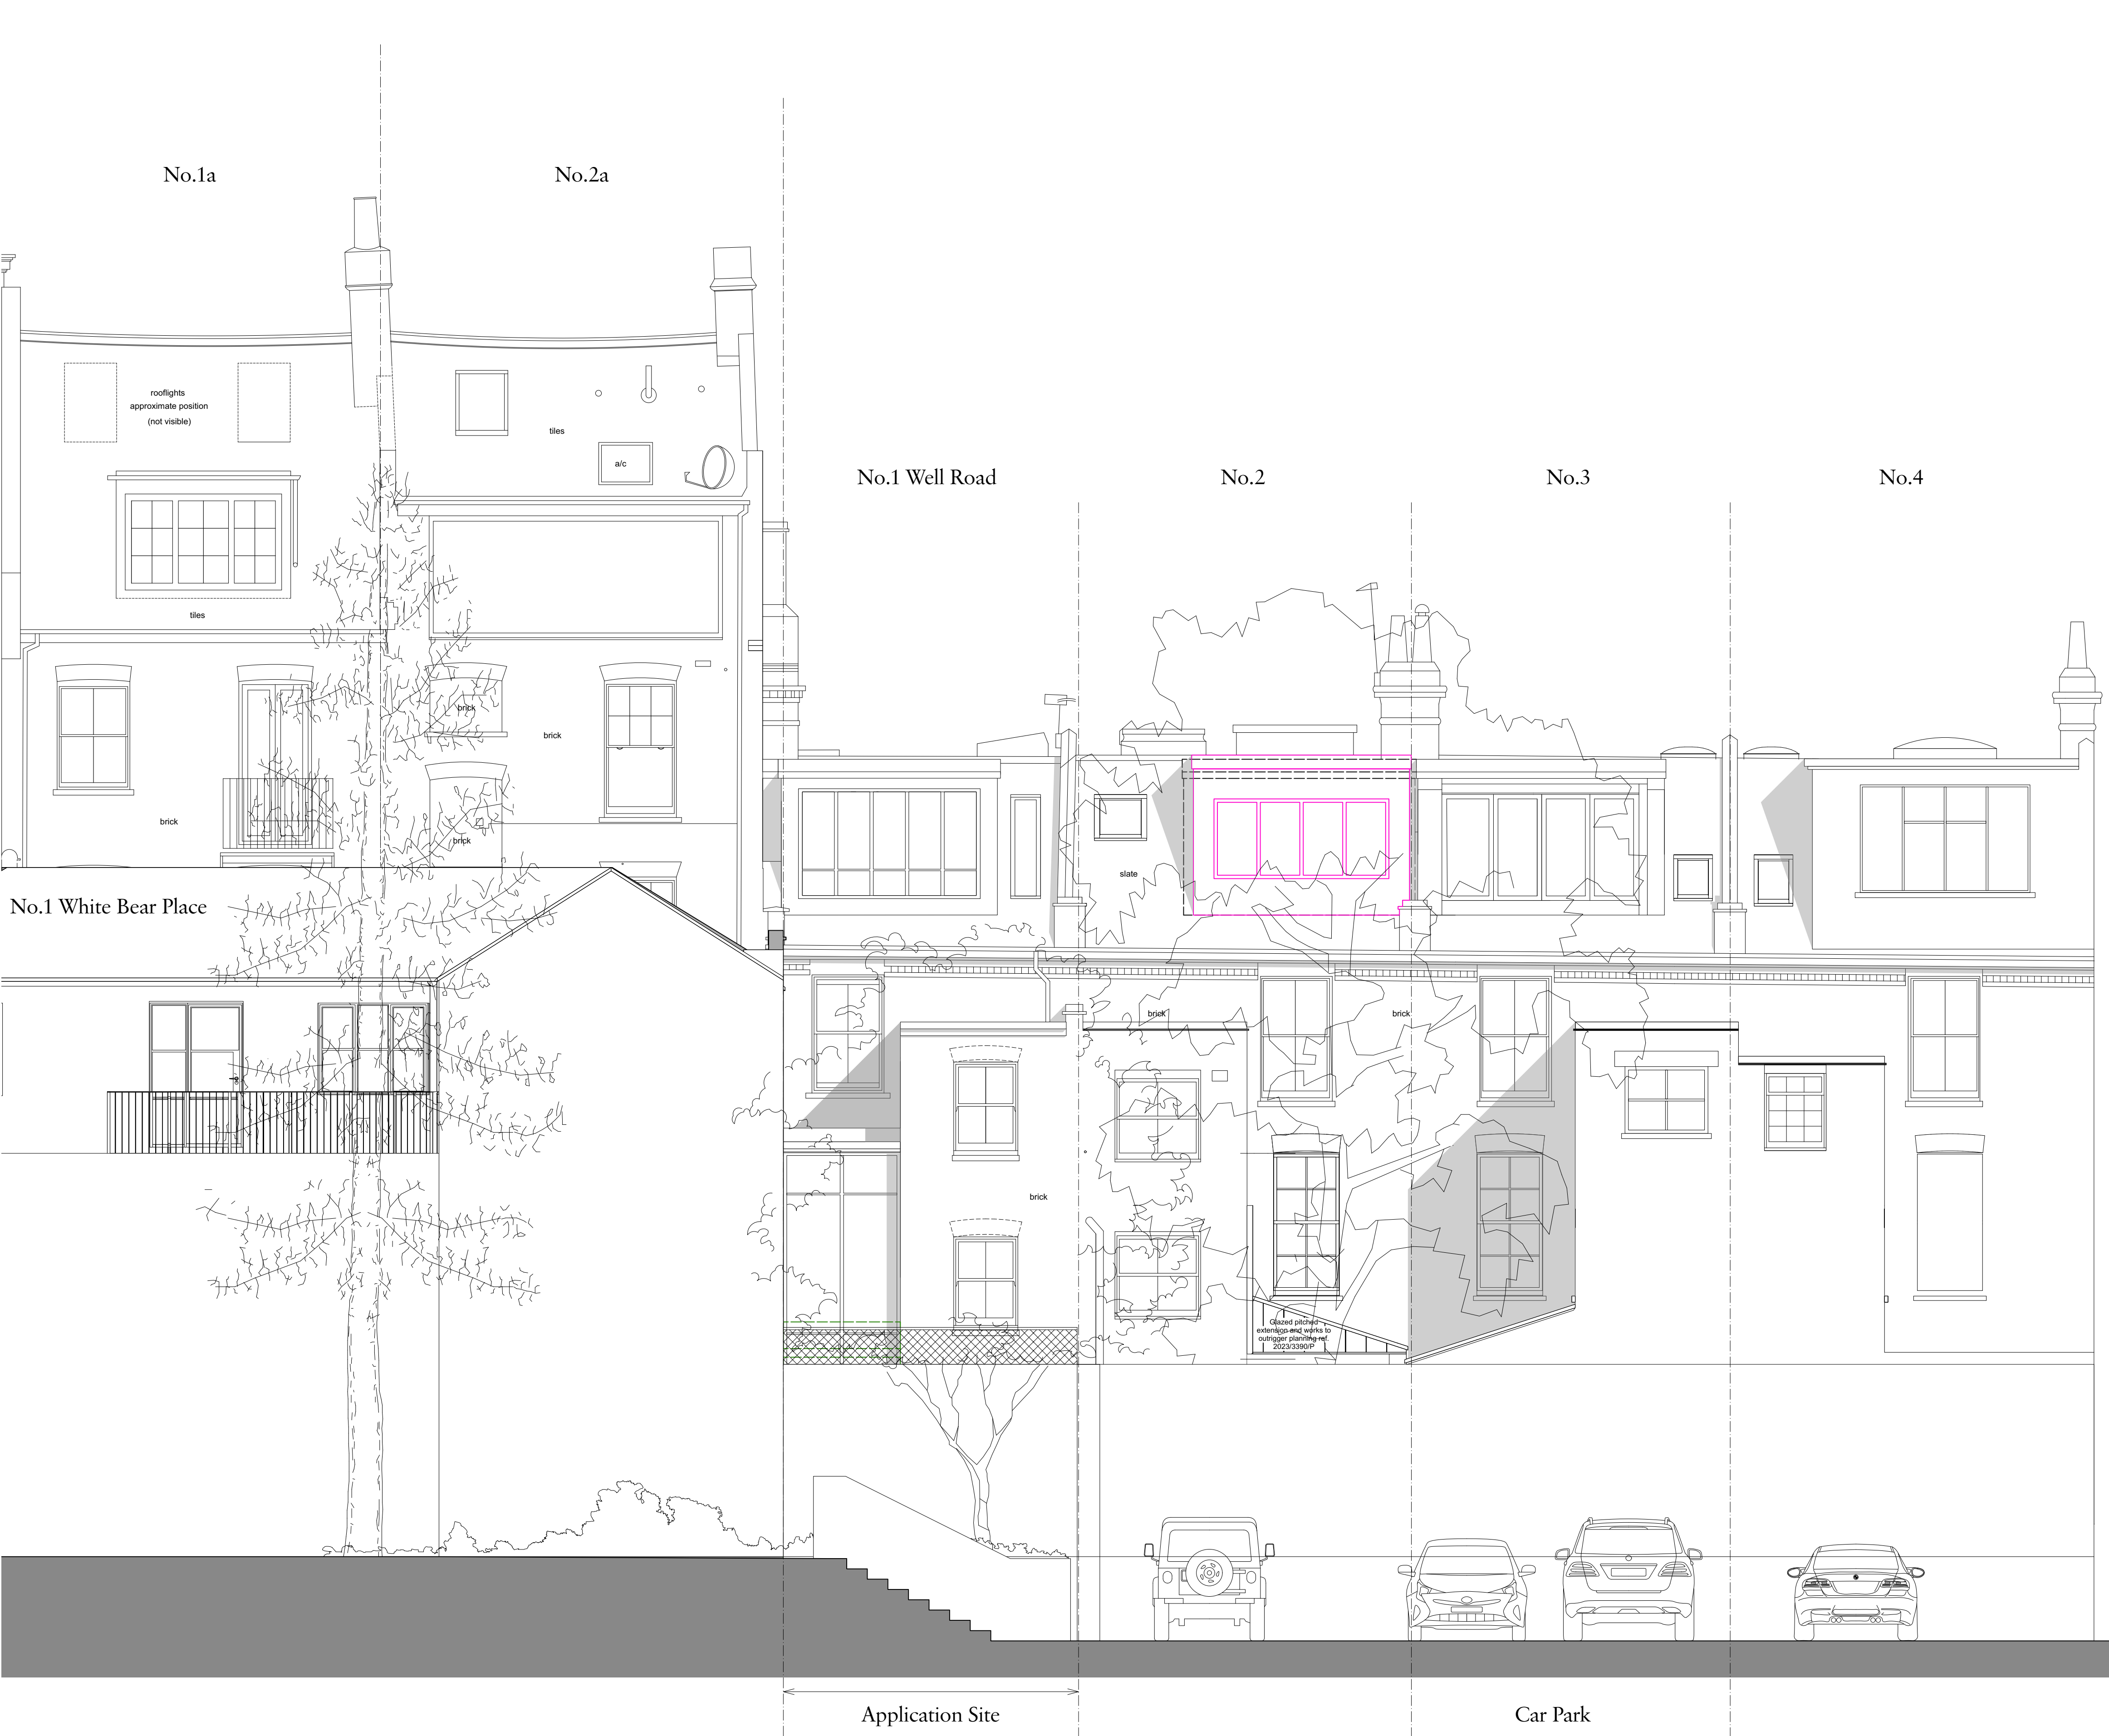 No.1a
No.2a
rooflights
approximate position
(not visible)
tiles
a/c
No.1 Well Road
No.2
No.3
No.4
tiles
brick
brick
brick
brick
slate
No.1 White Bear Place
brick
brick
brick
Glazed pitched
extension and works to
outrigger planning ref.
2023/3390/P
Application Site
Car Park